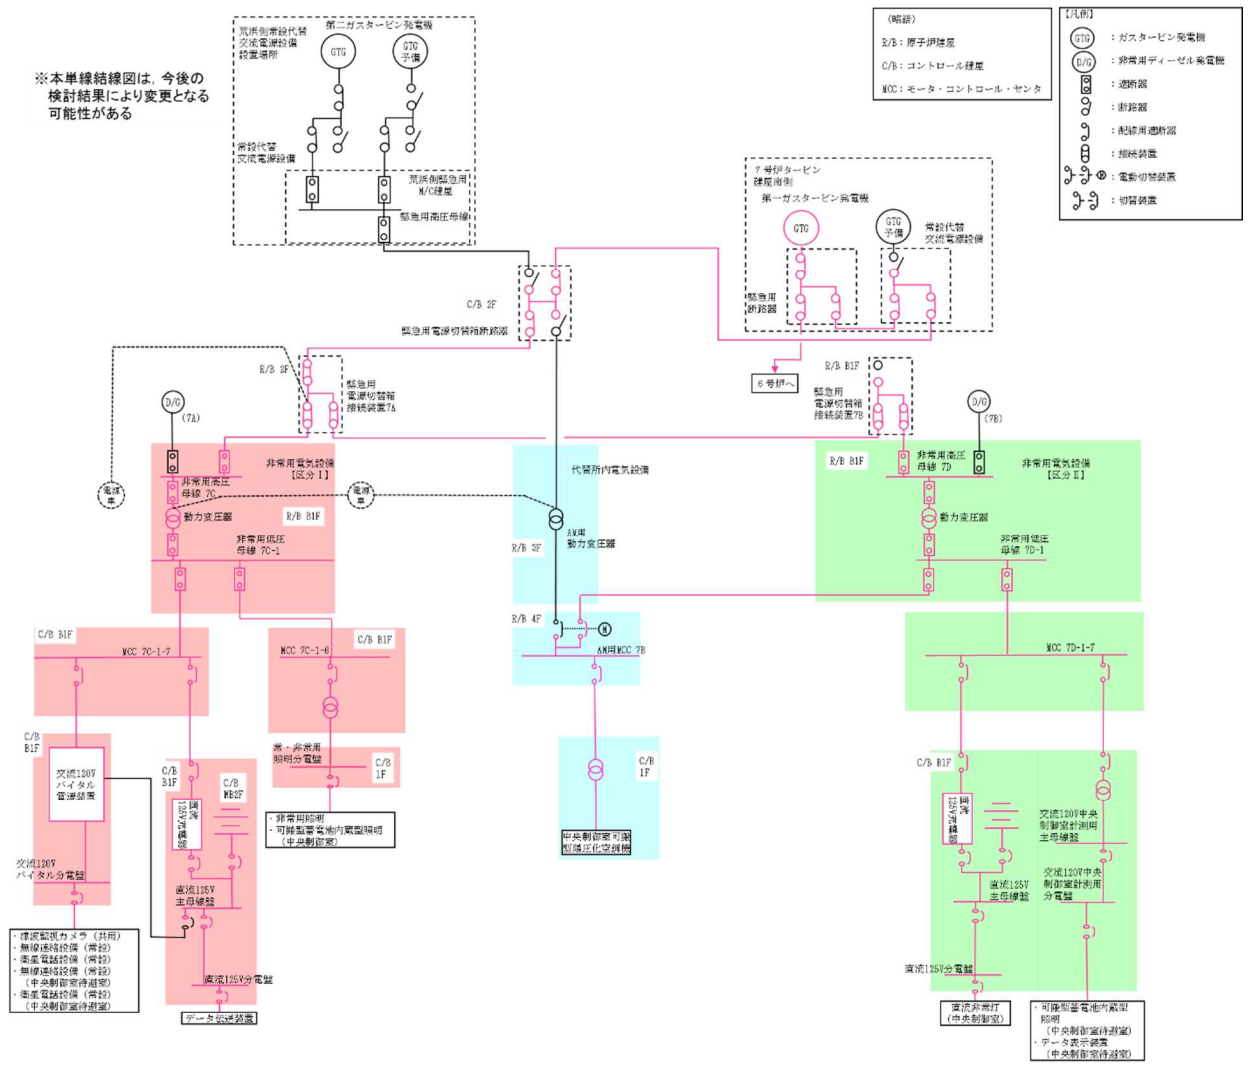 ※本単線結線図は，今後の
検討結果により変更となる
可能性がある
荒浜側常設代替
交流電源設備
設置場所
第二ガスタービン発電機
GTG
GTG
予備
常設代替
交流電源設備
荒浜側緊急用
M/C建屋
緊急用高圧母線
（略語）
R/B：原子炉建屋
C/B：コントロール建屋
MCC：モータ・コントロール・センタ
【凡例】
GTG ：ガスタービン発電機
D/G ：非常用ディーゼル発電機
：遮断器
：断路器
：配線用遮断器
：接続装置
M ：電動切替装置
：切替装置
7号炉タービン
建屋南側
第一ガスタービン発電機
GTG
GTG
予備
常設代替
交流電源設備
緊急用
断路器
6号炉へ
C/B 2F
緊急用電源切替箱断路器
R/B 2F
緊急用
電源切替箱
接続装置7A
R/B B1F
緊急用
電源切替箱
接続装置7B
D/G
(7A)
D/G
(7B)
電源
車
電源
車
非常用電気設備
【区分Ⅰ】
非常用高圧
母線 7C
動力変圧器
R/B B1F
非常用低圧
母線 7C-1
代替所内電気設備
AM用
動力変圧器
R/B 3F
R/B 4F
M
AM用MCC 7B
R/B B1F
非常用高圧
母線 7D
非常用電気設備
【区分Ⅱ】
動力変圧器
非常用低圧
母線 7D-1
C/B B1F
MCC 7C-1-7
C/B B1F
MCC 7C-1-6
MCC 7D-1-7
C/B
B1F
交流120V
バイタル
電源装置
交流120V
バイタル分電盤
・津波監視カメラ（共用）
・無線連絡設備（常設）
・衛星電話設備（常設）
・無線連絡設備（常設）
（中央制御室待避室）
・衛星電話設備（常設）
（中央制御室待避室）
C/B
B1F
C/B
MB2F
直流
125V充電器
直流125V
主母線盤
直流125V分電盤
データ伝送装置
常・非常用
照明分電盤
C/B
1F
・非常用照明
・可搬型蓄電池内蔵型照明
（中央制御室）
C/B
1F
中央制御室可搬
型陽圧化空調機
C/B B1F
直流
125V充電器
直流125V
主母線盤
直流125V分電盤
直流非常灯
（中央制御室）
交流120V中央
制御室計測用
主母線盤
交流120V中央
制御室計測用
分電盤
・可搬型蓄電池内蔵型
照明
（中央制御室待避室）
・データ表示装置
（中央制御室待避室）